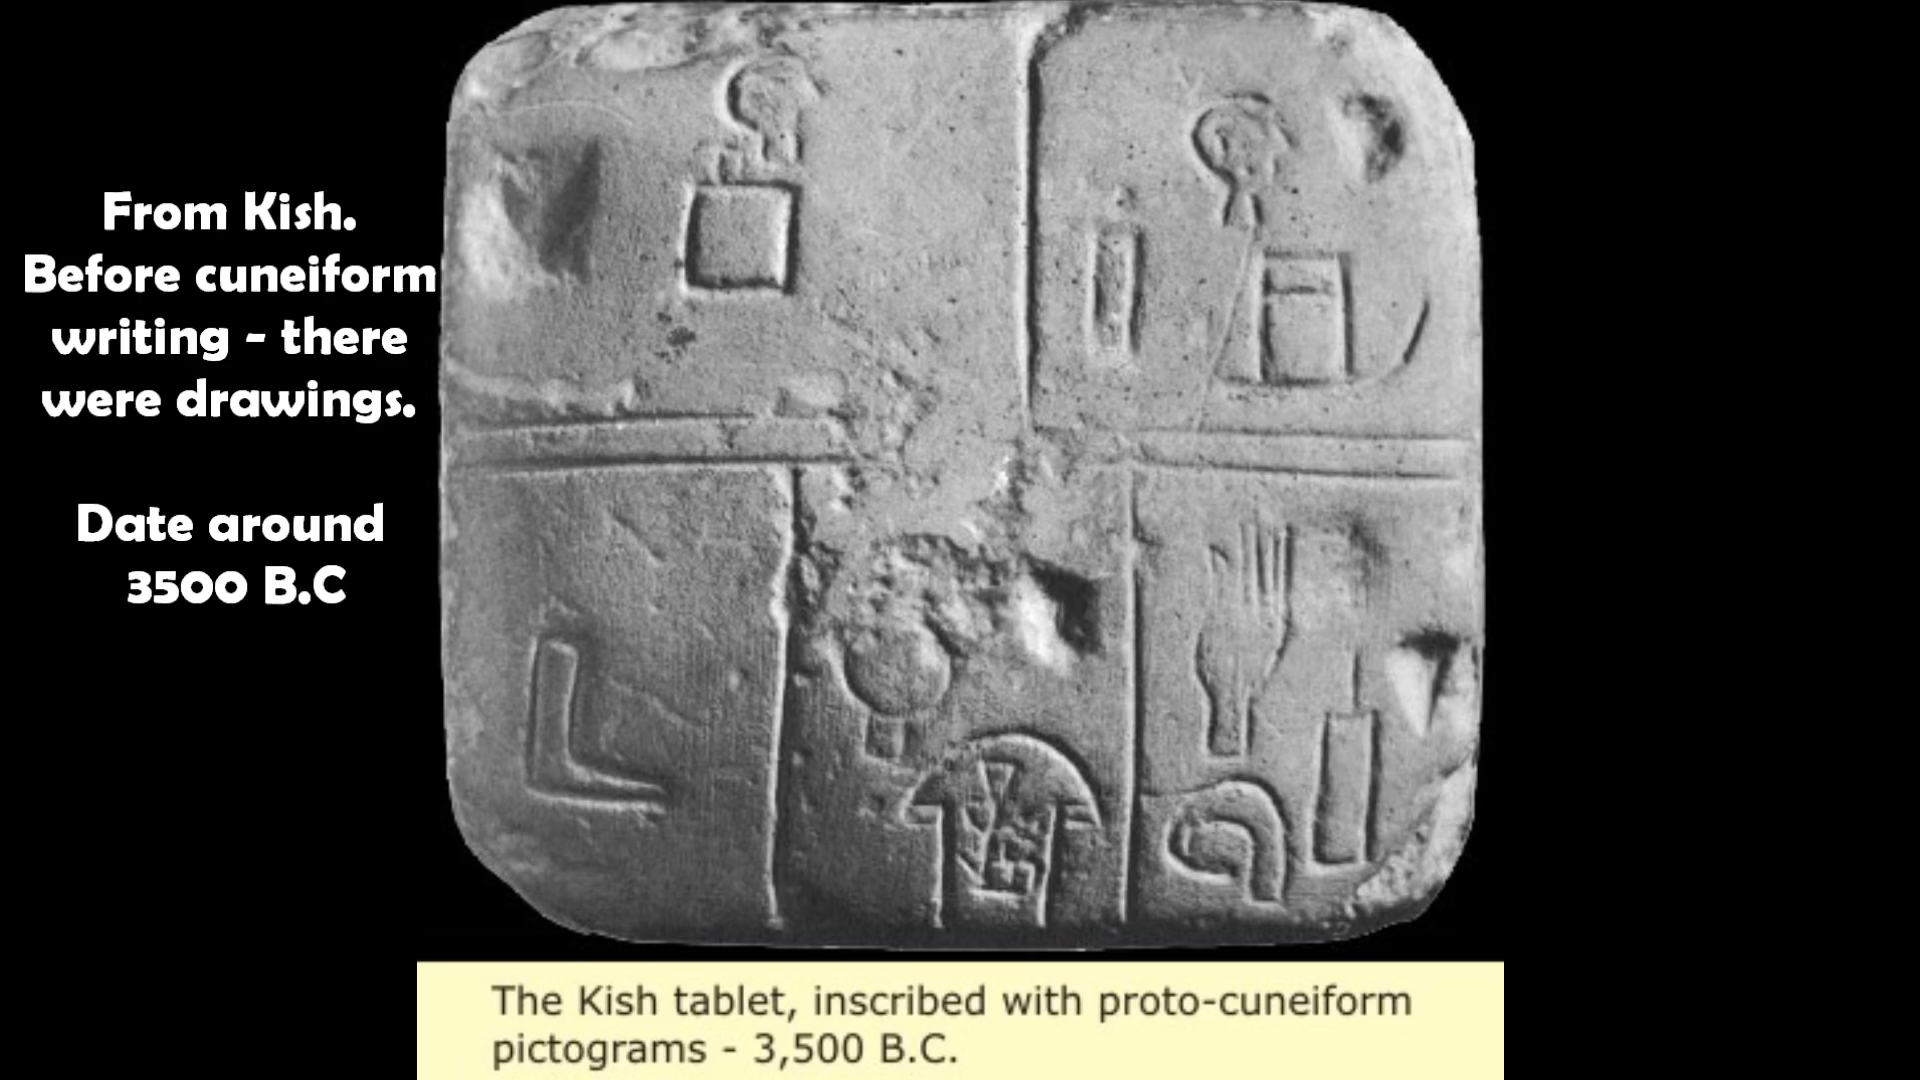 From Kish.
Before cuneiform
writing - there
were drawings.
Date around
3500 B.C
The Kish tablet, inscribed with proto-cuneiform
pictograms - 3,500 B.C.